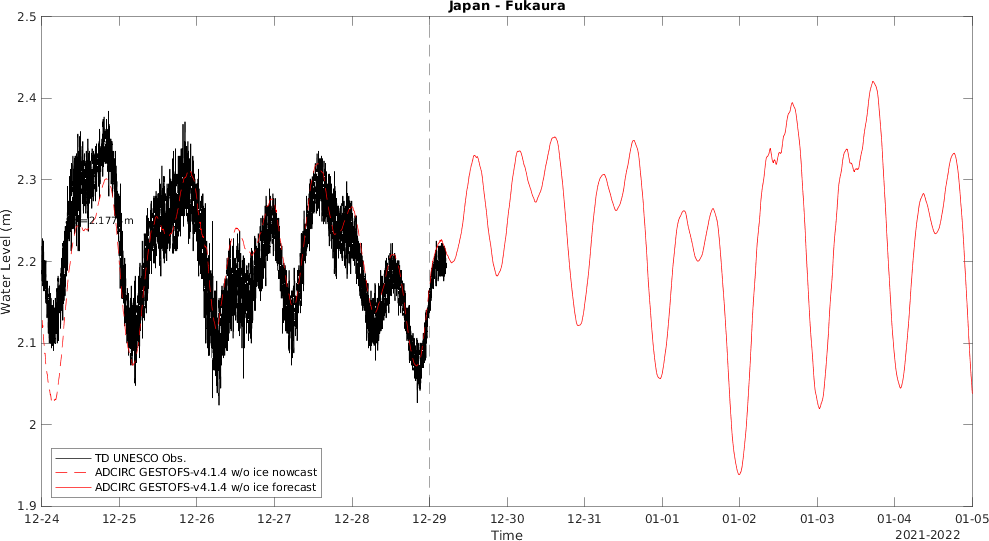 Japan - Fukaura
2.5
2.4
2.3
2.2
2.1
2
1.9
Water Level (m)
=2.177 m
TD UNESCO Obs.
ADCIRC GESTOFS-v4.1.4 w/o ice nowcast
ADCIRC GESTOFS-v4.1.4 w/o ice forecast
12-24 12-25 12-26 12-27 12-28 12-29 12-30 12-31 01-01 01-02 01-03 01-04 01-05
Time
2021-2022